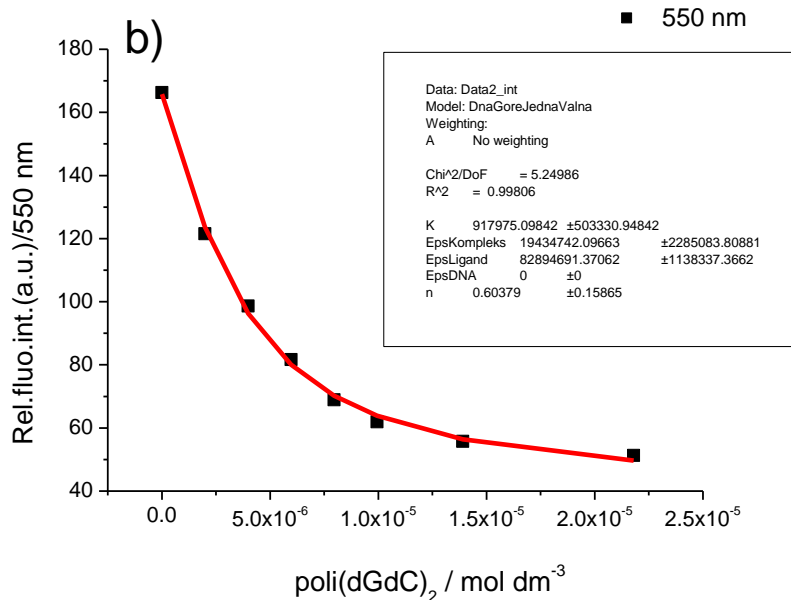 b)
550 nm
Data: Data2_int
Model: DnaGoreJednaValna
Weighting:
A No weighting
Chi^2/DoF = 5.24986
R^2 = 0.99806
K 917975.09842 ±503330.94842
EpsKompleks 19434742.09663 ±2285083.80881
EpsLigand 82894691.37062 ±1138337.3662
EpsDNA 0 ±0
n 0.60379 ±0.15865
Rel.fluo.int.(a.u.)/550 nm
180
160
140
120
100
80
60
40
0.0 5.0x10⁻⁶ 1.0x10⁻⁵ 1.5x10⁻⁵ 2.0x10⁻⁵ 2.5x10⁻⁵
poli(dGdC)₂ / mol dm⁻³